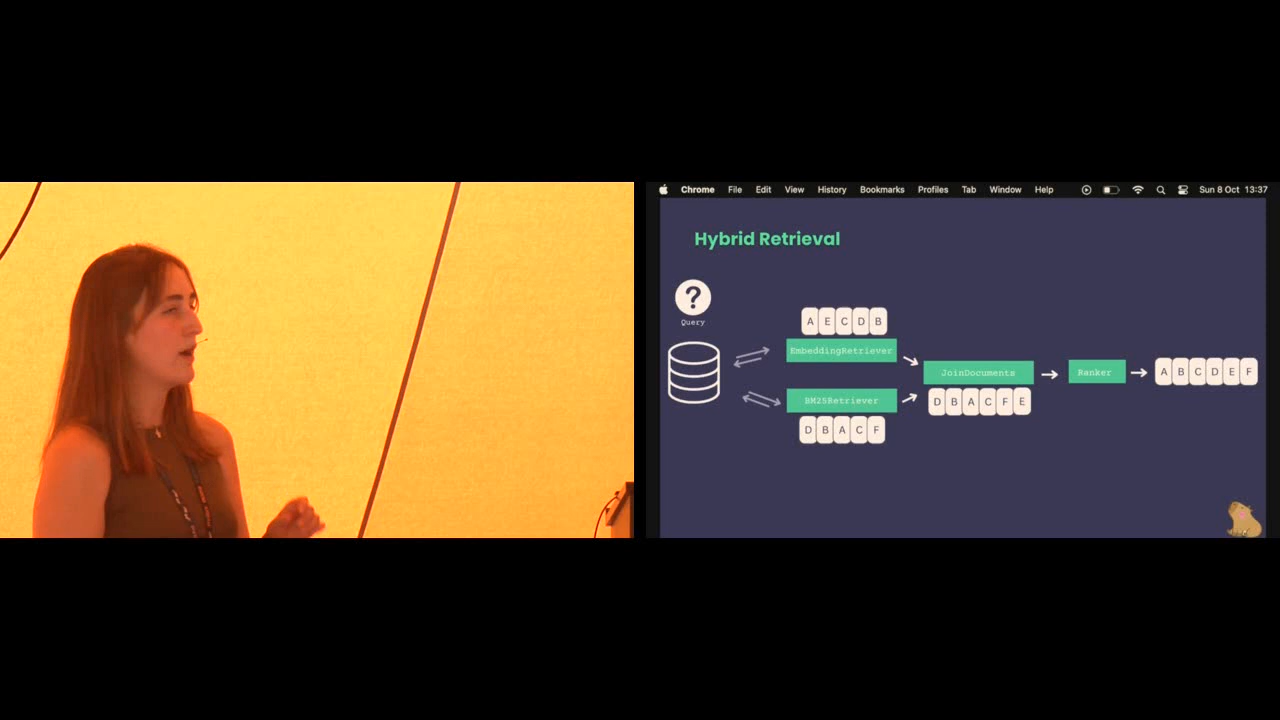 Chrome File Edit View History Bookmarks Profiles Tab Window Help Sun 8 Oct 13:37
Hybrid Retrieval
?
Query
A E C D B
EmbeddingRetriever
BM25Retriever
D B A C F
JoinDocuments
D B A C F E
Ranker
A B C D E F